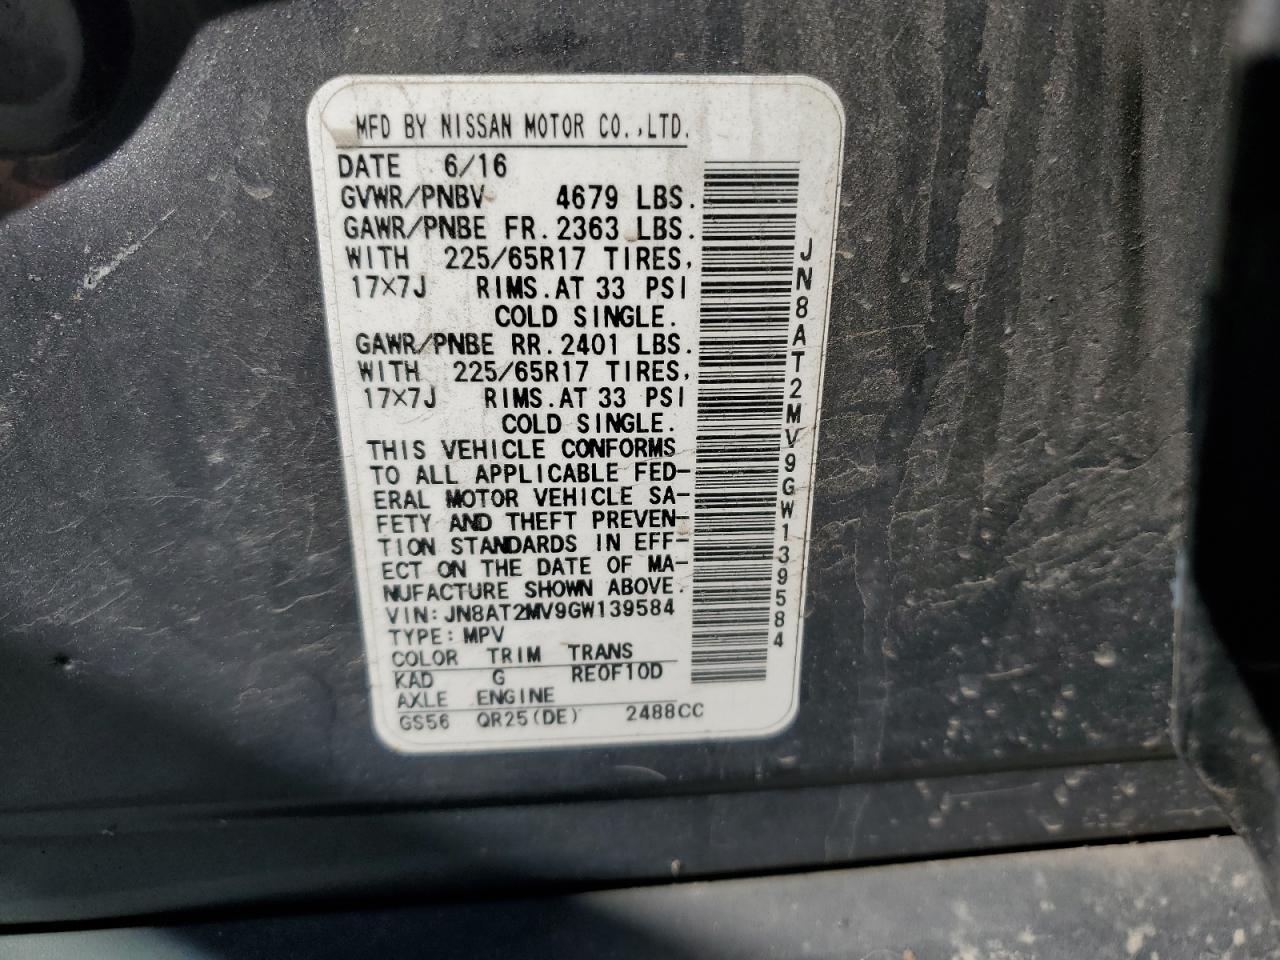 MFD BY NISSAN MOTOR CO.,LTD.
DATE 6/16
GVWR/PNBV 4679 LBS.
GAWR/PNBE FR. 2363 LBS.
WITH 225/65R17 TIRES,
17×7J RIMS. AT 33 PSI
COLD SINGLE.
GAWR/PNBE RR. 2401 LBS.
WITH 225/65R17 TIRES,
17×7J RIMS. AT 33 PSI
COLD SINGLE.
THIS VEHICLE CONFORMS
TO ALL APPLICABLE FED-
ERAL MOTOR VEHICLE SA-
FETY AND THEFT PREVEN-
TION STANDARDS IN EFF-
ECT ON THE DATE OF MA-
NUFACTURE SHOWN ABOVE.
VIN: JN8AT2MV9GW139584
TYPE: MPV
COLOR TRIM TRANS
KAD G RE0F10D
AXLE ENGINE
GS56 QR25(DE) 2488CC
JN8AT2MV9GW139584